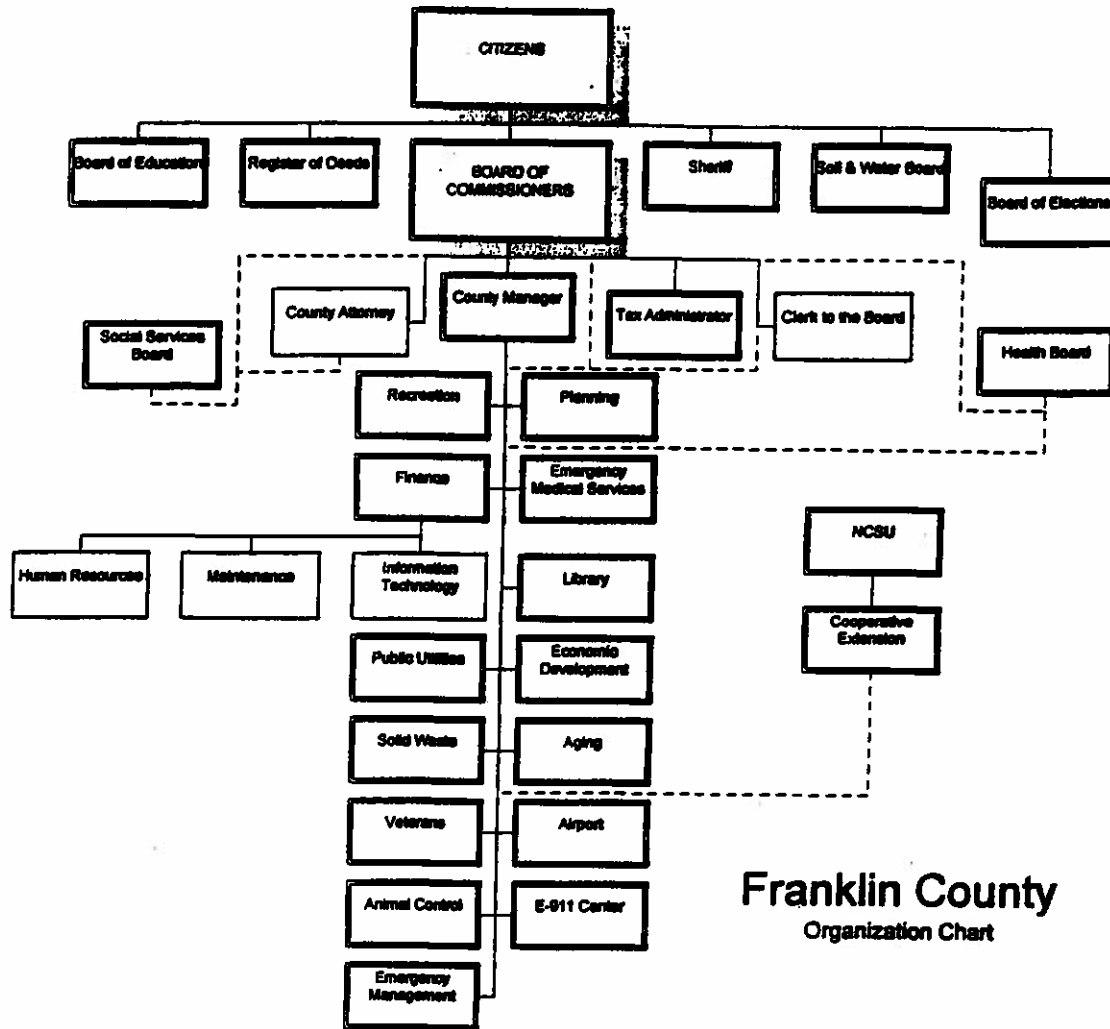 CITIZENS
Board of Education
Register of Deeds
BOARD OF
COMMISSIONERS
Sheriff
Soil & Water Board
Board of Elections
County Attorney
County Manager
Tax Administrator
Clerk to the Board
Social Services
Board
Health Board
Recreation
Planning
Finance
Emergency
Medical Services
NCSU
Human Resources
Maintenance
Information
Technology
Library
Cooperative
Extension
Public Utilities
Economic
Development
Solid Waste
Aging
Veterans
Airport
Animal Control
E-911 Center
Emergency
Management
Franklin County
Organization Chart